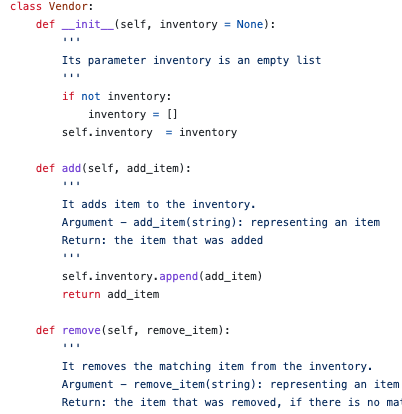 class Vendor:
    def __init__(self, inventory = None):
        '''
        Its parameter inventory is an empty list
        '''
        if not inventory:
            inventory = []
        self.inventory  = inventory

    def add(self, add_item):
        '''
        It adds item to the inventory.
        Argument – add_item(string): representing an item
        Return: the item that was added
        '''
        self.inventory.append(add_item)
        return add_item

    def remove(self, remove_item):
        '''
        It removes the matching item from the inventory.
        Argument – remove_item(string): representing an item
        Return: the item that was removed, if there is no